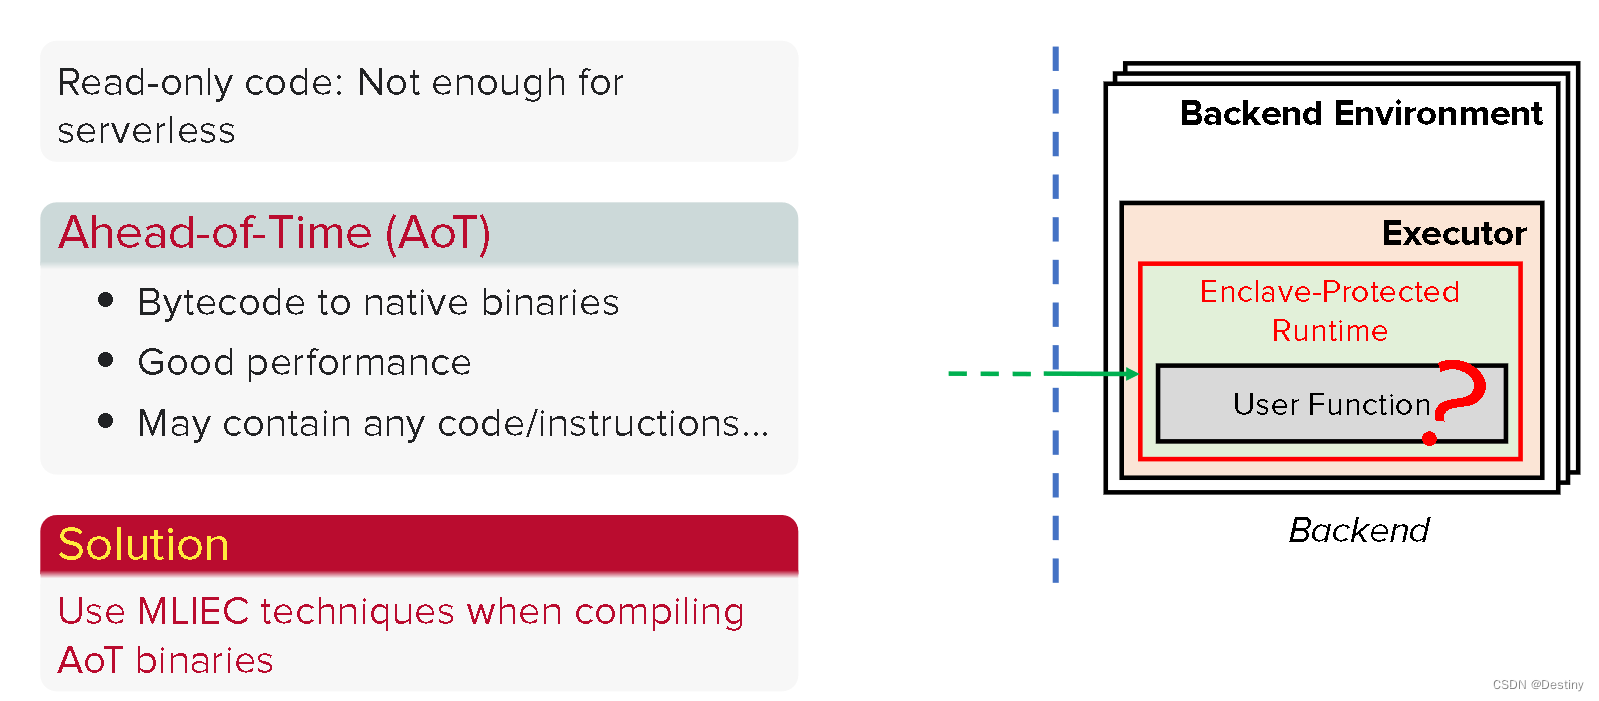 Read-only code: Not enough for
serverless
Ahead-of-Time (AoT)
• Bytecode to native binaries
• Good performance
• May contain any code/instructions...
Solution
Use MLIEC techniques when compiling
AoT binaries
Backend Environment
Executor
Enclave-Protected
Runtime
User Function?
Backend
CSDN @Destiny